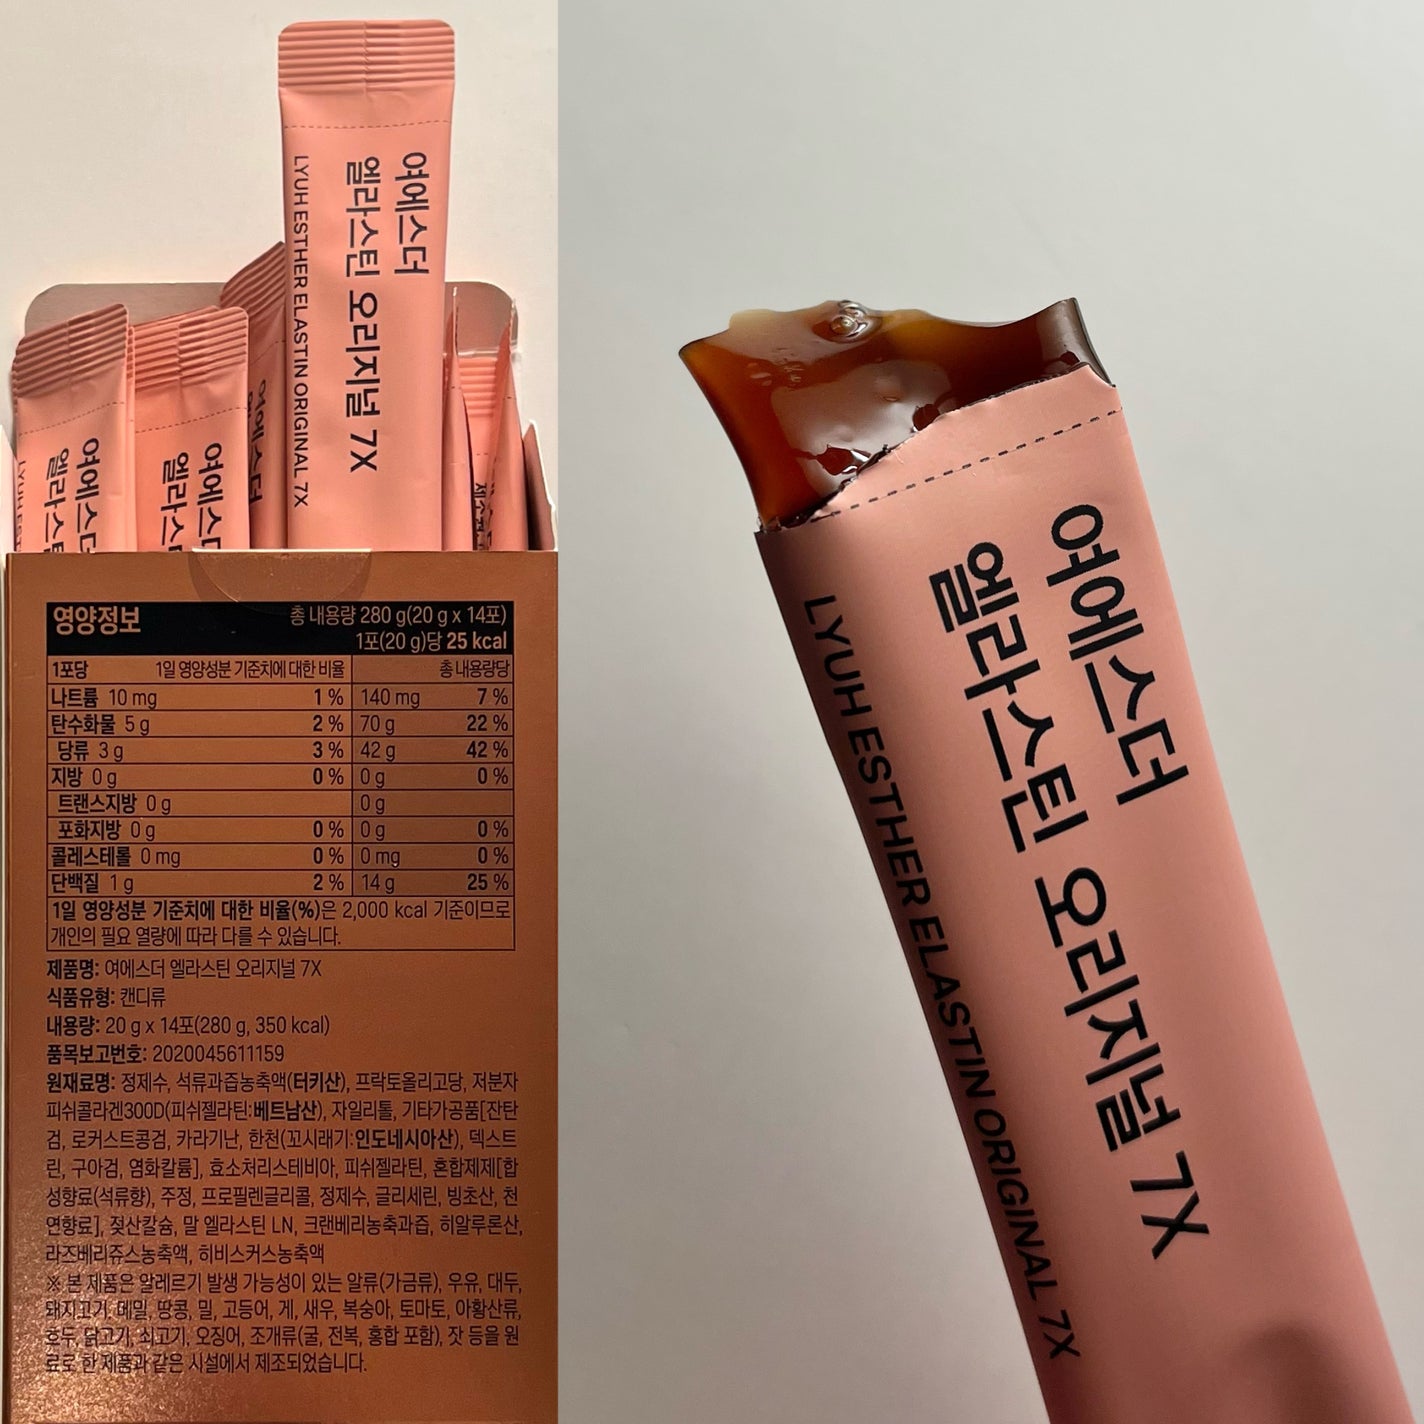 여에스더
엘라스틴 오리지널 7X
LYUH ESTHER ELASTIN ORIGINAL 7X
여에스더
엘라스
LYUH EST
여에스더
엘라스
여에스더
영양정보
총 내용량 280 g(20 g x 14포)
1포(20 g)당 25 kcal
1포당 1일 영양성분 기준치에 대한 비율 총 내용량당
나트륨 10 mg 1 % 140 mg 7 %
탄수화물 5 g 2 % 70 g 22 %
당류 3 g 3 % 42 g 42 %
지방 0 g 0 % 0 g 0 %
트랜스지방 0 g 0 g
포화지방 0 g 0 % 0 g 0 %
콜레스테롤 0 mg 0 % 0 mg 0 %
단백질 1 g 2 % 14 g 25 %
1일 영양성분 기준치에 대한 비율(%)은 2,000 kcal 기준이므로
개인의 필요 열량에 따라 다를 수 있습니다.
제품명: 여에스더 엘라스틴 오리지널 7X
식품유형: 캔디류
내용량: 20 g x 14포(280 g, 350 kcal)
품목보고번호: 2020045611159
원재료명: 정제수, 석류과즙농축액(터키산), 프락토올리고당, 저분자
피쉬콜라겐300D(피쉬젤라틴:베트남산), 자일리톨, 기타가공품[잔탄
검, 로커스트콩검, 카라기난, 한천(꼬시래기:인도네시아산), 덱스트
린, 구아검, 염화칼륨], 효소처리스테비아, 피쉬젤라틴, 혼합제제[합
성향료(석류향), 주정, 프로필렌글리콜, 정제수, 글리세린, 빙초산, 천
연향료], 젖산칼슘, 말 엘라스틴 LN, 크랜베리농축과즙, 히알루론산,
라즈베리쥬스농축액, 히비스커스농축액
※ 본 제품은 알레르기 발생 가능성이 있는 알류(가금류), 우유, 대두,
돼지고기, 메밀, 땅콩, 밀, 고등어, 게, 새우, 복숭아, 토마토, 아황산류,
호두, 닭고기, 쇠고기, 오징어, 조개류(굴, 전복, 홍합 포함), 잣 등을 원
료로 한 제품과 같은 시설에서 제조되었습니다.
여에스더
엘라스틴 오리지널 7X
LYUH ESTHER ELASTIN ORIGINAL 7X